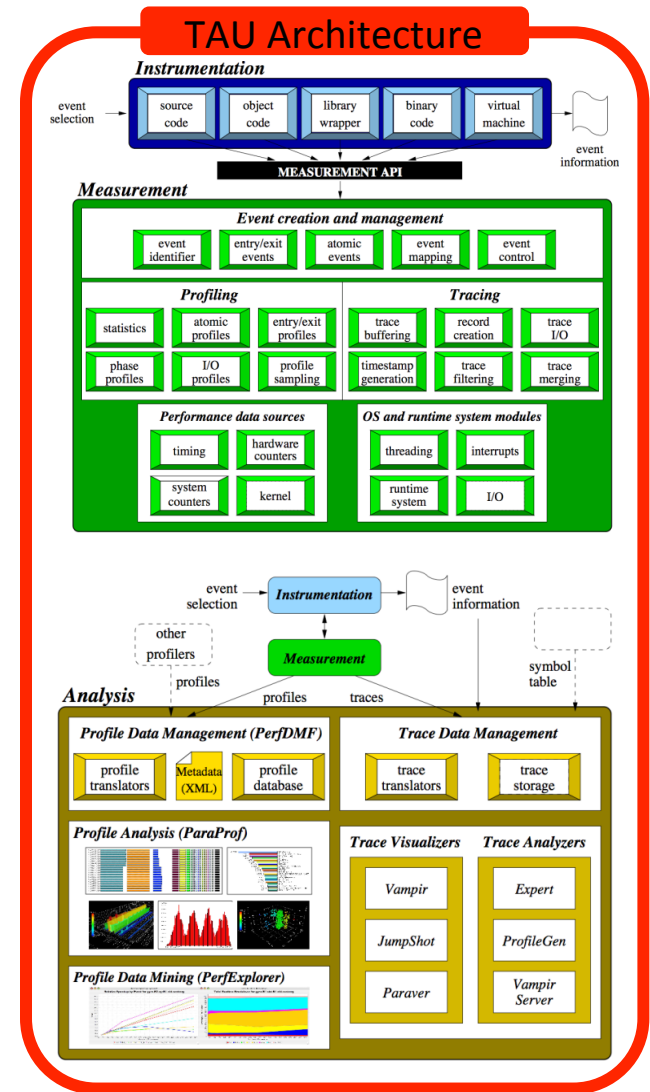 TAU Architecture
Instrumentation
event
selection
source
code
object
code
library
wrapper
binary
code
virtual
machine
event
information
MEASUREMENT API
Measurement
Event creation and management
event
identifier
entry/exit
events
atomic
events
event
mapping
event
control
Profiling
statistics
atomic
profiles
entry/exit
profiles
phase
profiles
I/O
profiles
profile
sampling
Tracing
trace
buffering
record
creation
trace
I/O
timestamp
generation
trace
filtering
trace
merging
Performance data sources
timing
hardware
counters
system
counters
kernel
OS and runtime system modules
threading
interrupts
runtime
system
I/O
event
selection
Instrumentation
event
information
other
profilers
Measurement
symbol
table
profiles
profiles
traces
Analysis
Profile Data Management (PerfDMF)
profile
translators
Metadata
(XML)
profile
database
Trace Data Management
trace
translators
trace
storage
Profile Analysis (ParaProf)
Profile Data Mining (PerfExplorer)
Trace Visualizers
Vampir
JumpShot
Paraver
Trace Analyzers
Expert
ProfileGen
Vampir
Server